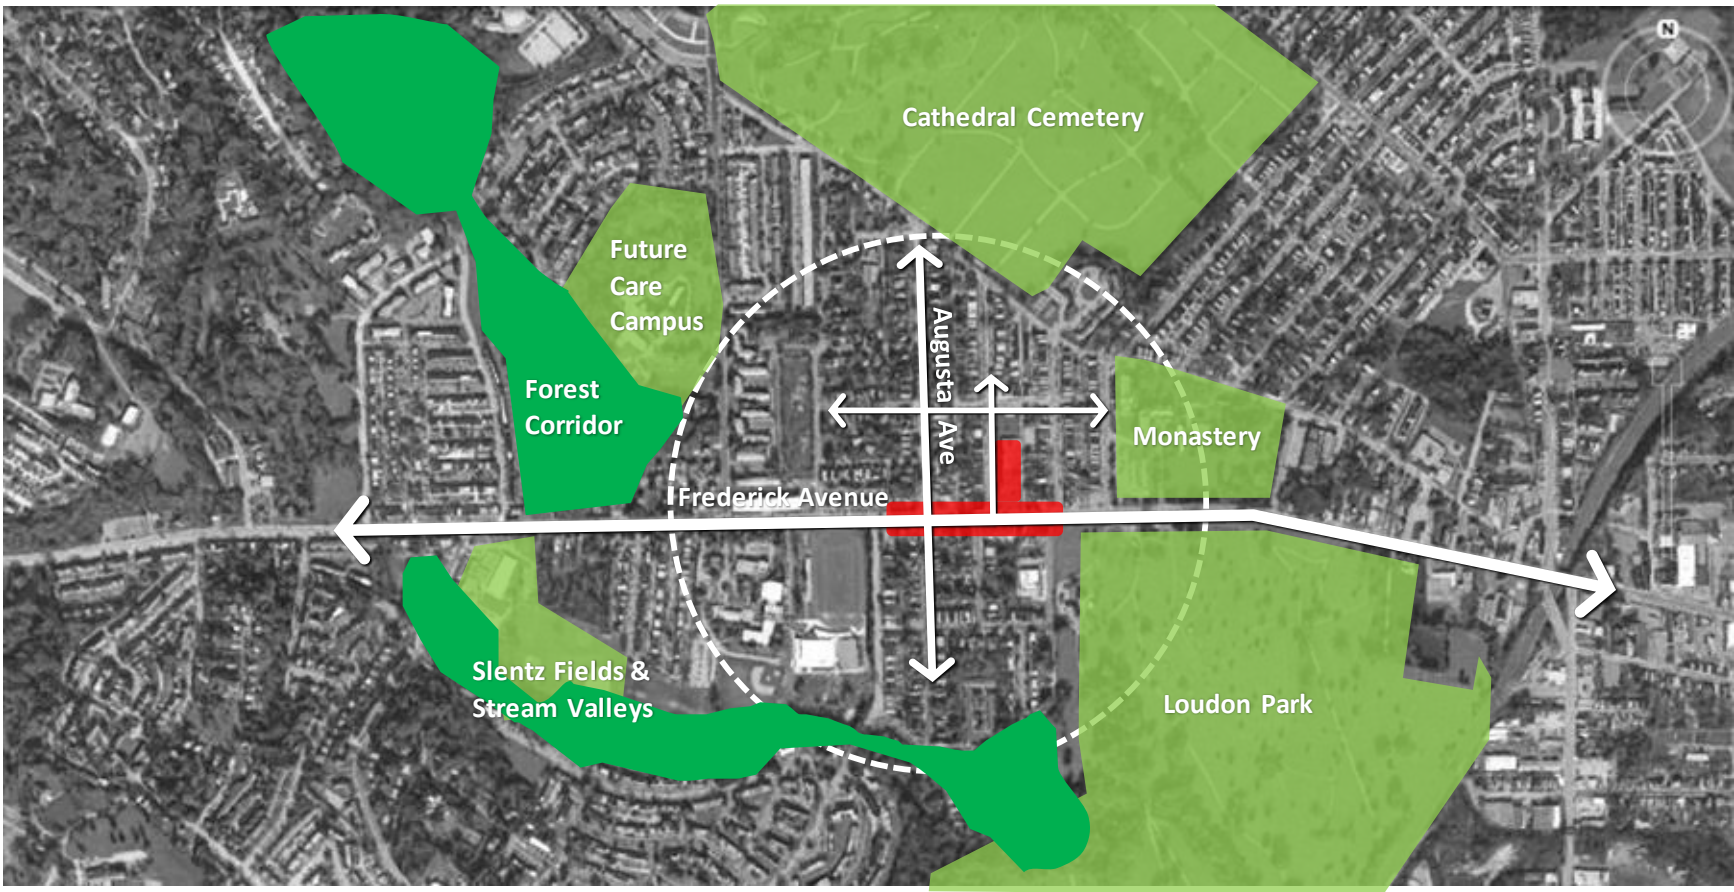 N
Cathedral Cemetery
Future
Care
Campus
Augusta Ave
Forest
Corridor
Monastery
Frederick Avenue
Slentz Fields &
Stream Valleys
Loudon Park